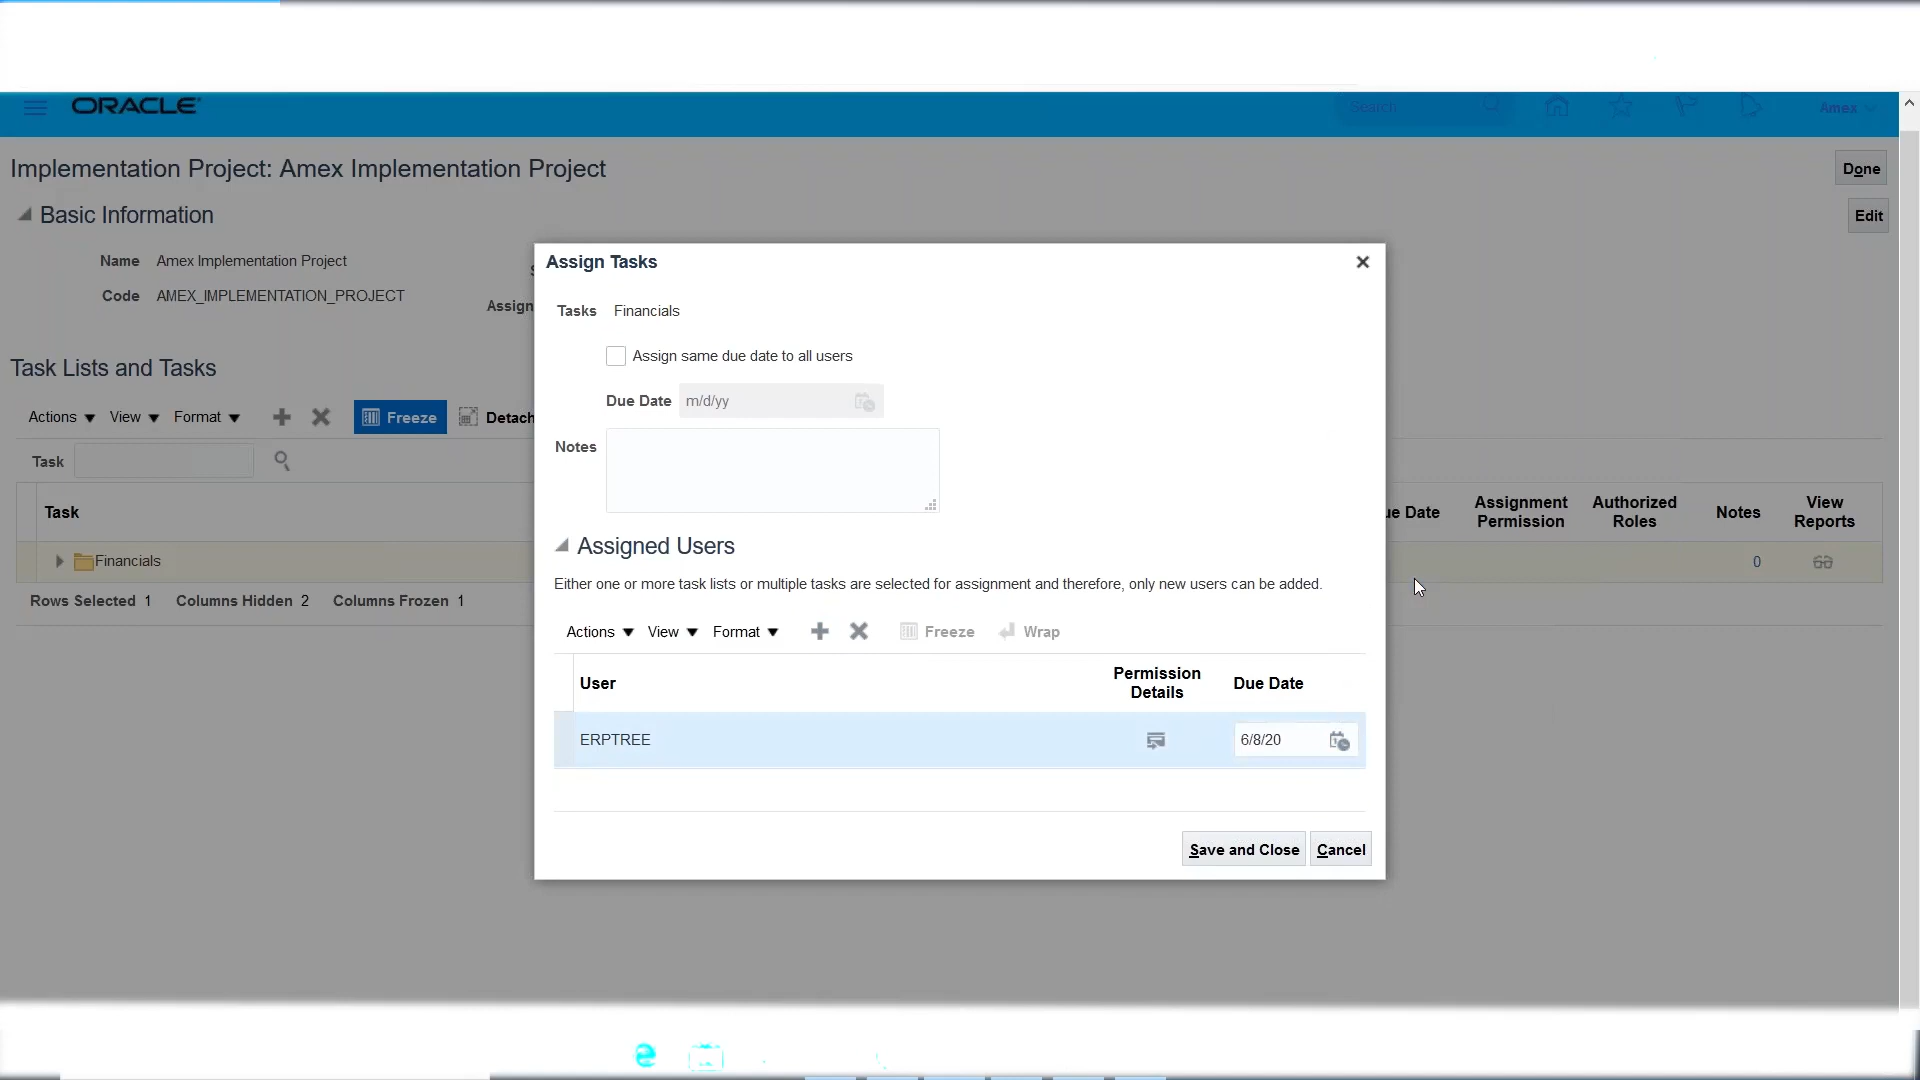 ORACLE
Search
Amex
Implementation Project: Amex Implementation Project
Done
Basic Information
Edit
Name Amex Implementation Project
Code AMEX_IMPLEMENTATION_PROJECT
Assign
Task Lists and Tasks
Actions View Format Freeze Detach
Task
Task
ue Date Assignment Permission Authorized Roles Notes View Reports
Financials
0
Rows Selected 1 Columns Hidden 2 Columns Frozen 1
Assign Tasks
Tasks Financials
Assign same due date to all users
Due Date m/d/yy
Notes
Assigned Users
Either one or more task lists or multiple tasks are selected for assignment and therefore, only new users can be added.
Actions View Format Freeze Wrap
User Permission Details Due Date
ERPTREE 6/8/20
Save and Close Cancel